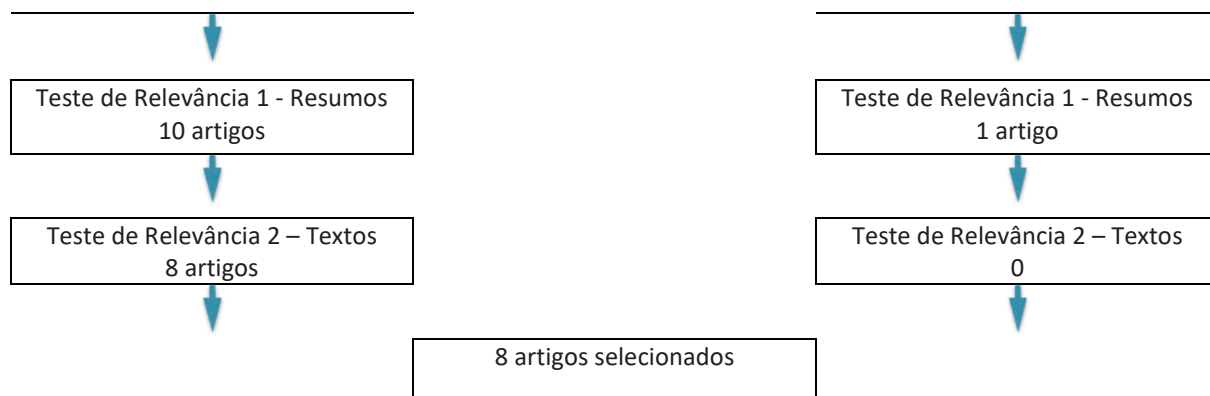 Teste de Relevância 1 - Resumos
10 artigos
Teste de Relevância 1 - Resumos
1 artigo
Teste de Relevância 2 – Textos
8 artigos
Teste de Relevância 2 – Textos
0
8 artigos selecionados